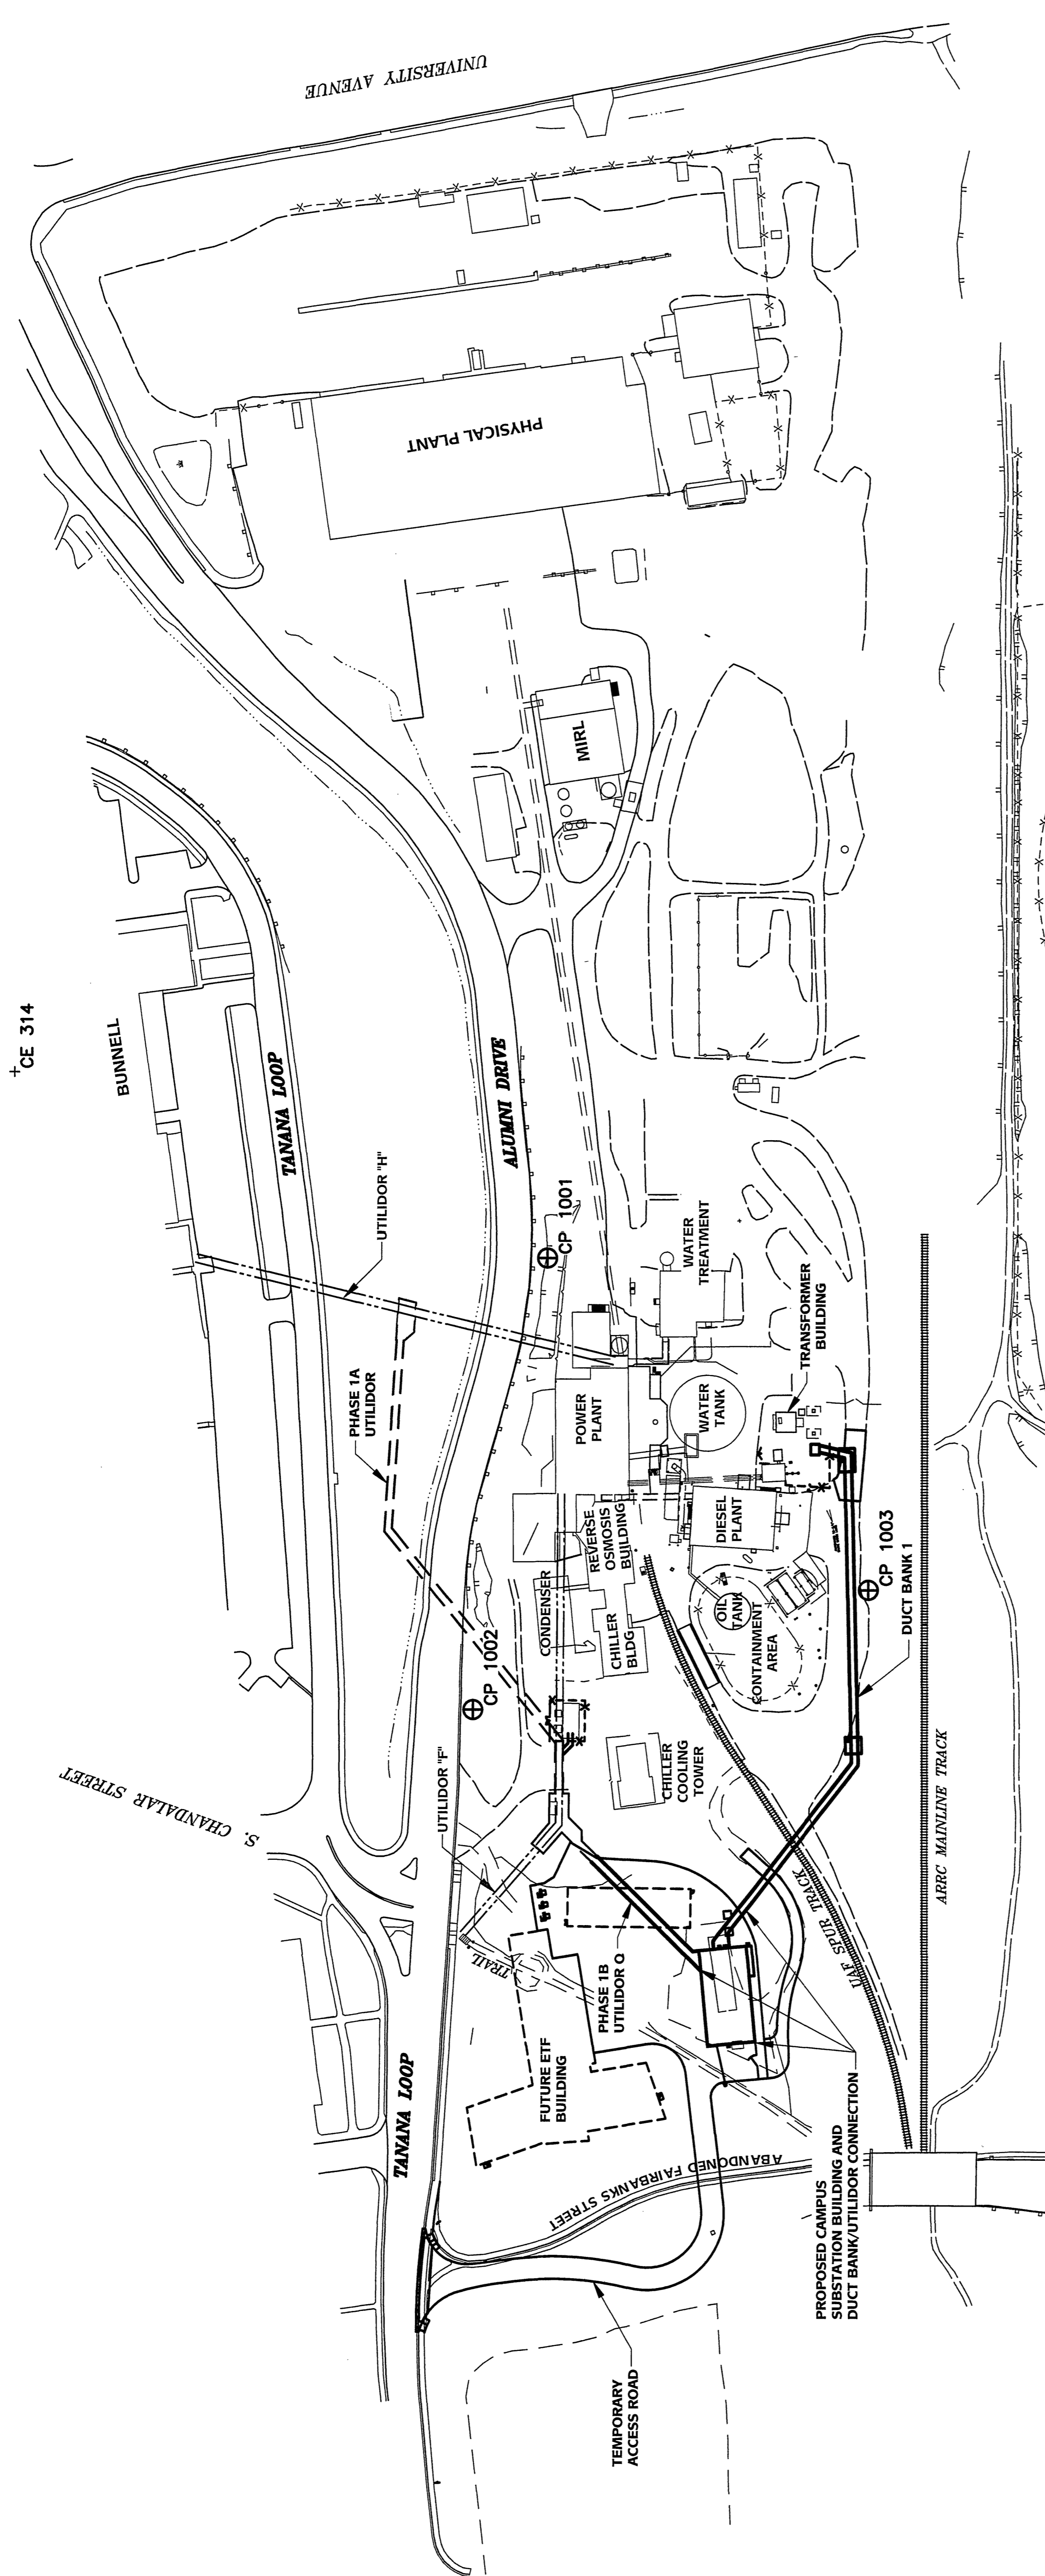 UNIVERSITY AVENUE
PHYSICAL PLANT
MIRL
CE 314
BUNNELL
TANANA LOOP
ALUMNI DRIVE
UTILIDOR "H"
CP 1001
WATER
TREATMENT
TRANSFORMER
BUILDING
PHASE 1A
UTILIDOR
POWER
PLANT
WATER
TANK
REVERSE
OSMOSIS
BUILDING
DIESEL
PLANT
CP 1003
DUCT BANK 1
CONDENSER
CHILLER
BLDG
OIL
TANK
CONTAINMENT
AREA
CP 1002
S. CHANDALAR STREET
UTILIDOR "F"
CHILLER
COOLING
TOWER
ARRC MAINLINE TRACK
UAF SPUR TRACK
TRAIL
PHASE 1B
UTILIDOR Q
FUTURE ETF
BUILDING
TANANA LOOP
ABANDONED FAIRBANKS STREET
PROPOSED CAMPUS
SUBSTATION BUILDING AND
DUCT BANK/UTILIDOR CONNECTION
TEMPORARY
ACCESS ROAD